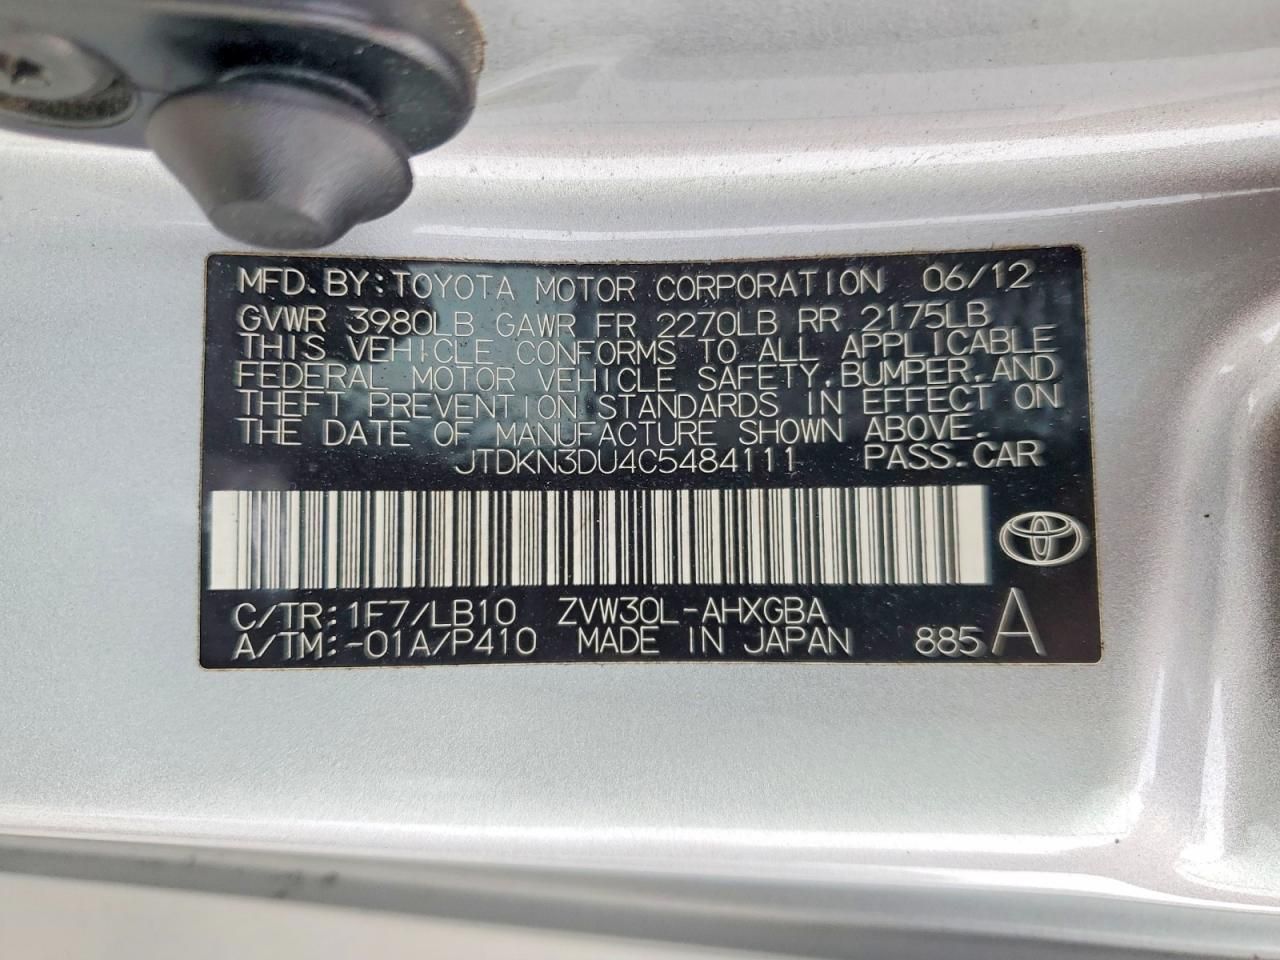 MFD. BY: TOYOTA MOTOR CORPORATION 06/12
GVWR 3980LB GAWR FR 2270LB RR 2175LB
THIS VEHICLE CONFORMS TO ALL APPLICABLE
FEDERAL MOTOR VEHICLE SAFETY, BUMPER, AND
THEFT PREVENTION STANDARDS IN EFFECT ON
THE DATE OF MANUFACTURE SHOWN ABOVE.
JTDKN3DU4C5484111 PASS. CAR
C/TR: 1F7/LB10 ZVW30L-AHXGBA
A/TM: -01A/P410 MADE IN JAPAN 885 A